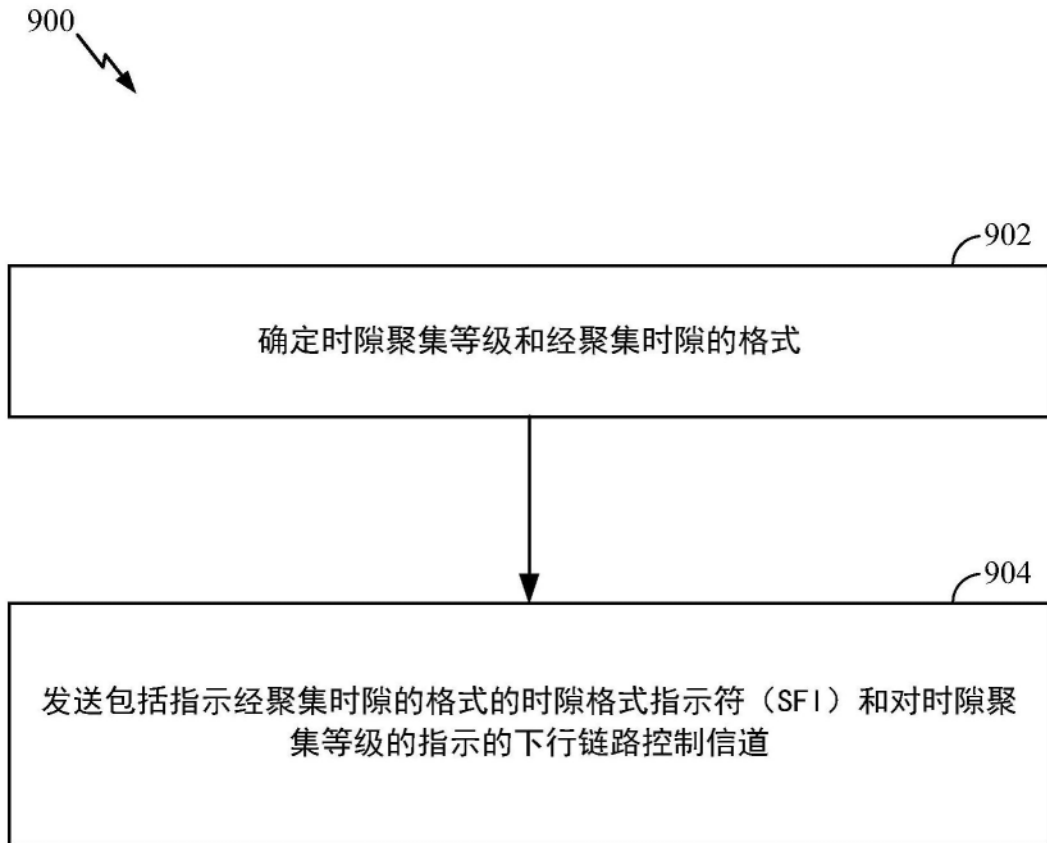 900
902
确定时隙聚集等级和经聚集时隙的格式
904
发送包括指示经聚集时隙的格式的时隙格式指示符（SFI）和对时隙聚
集等级的指示的下行链路控制信道